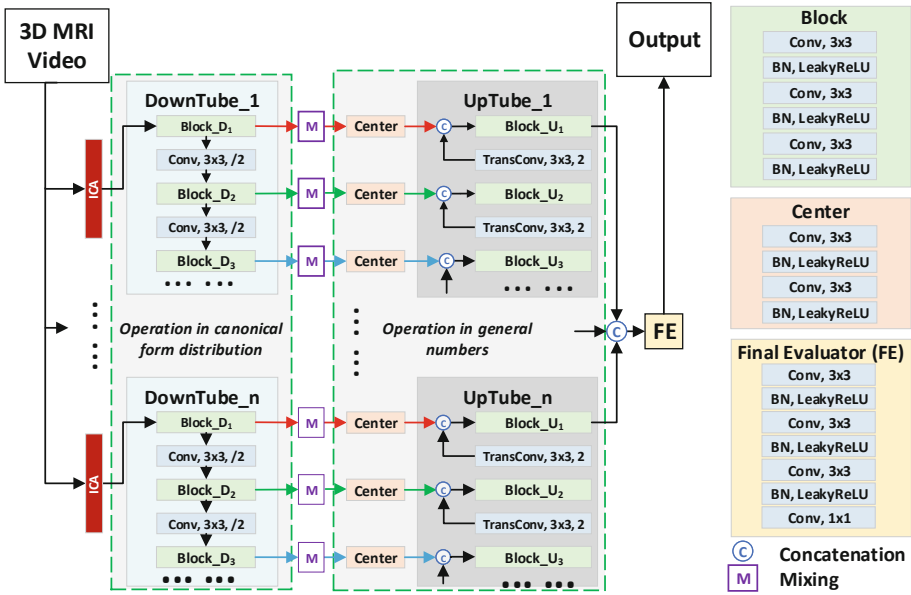 3D MRI
Video
ICA
DownTube_1
Block_D1
Conv, 3x3, /2
Block_D2
Conv, 3x3, /2
Block_D3
... ...
M
M
M
Center
Center
Center
UpTube_1
C
Block_U1
TransConv, 3x3, 2
C
Block_U2
TransConv, 3x3, 2
C
Block_U3
... ...
Operation in canonical
form distribution
Operation in general
numbers
ICA
DownTube_n
Block_D1
Conv, 3x3, /2
Block_D2
Conv, 3x3, /2
Block_D3
... ...
M
M
M
Center
Center
Center
UpTube_n
C
Block_U1
TransConv, 3x3, 2
C
Block_U2
TransConv, 3x3, 2
C
Block_U3
... ...
C
FE
Output
Block
Conv, 3x3
BN, LeakyReLU
Conv, 3x3
BN, LeakyReLU
Conv, 3x3
BN, LeakyReLU
Center
Conv, 3x3
BN, LeakyReLU
Conv, 3x3
BN, LeakyReLU
Final Evaluator (FE)
Conv, 3x3
BN, LeakyReLU
Conv, 3x3
BN, LeakyReLU
Conv, 3x3
BN, LeakyReLU
Conv, 1x1
C Concatenation
M Mixing